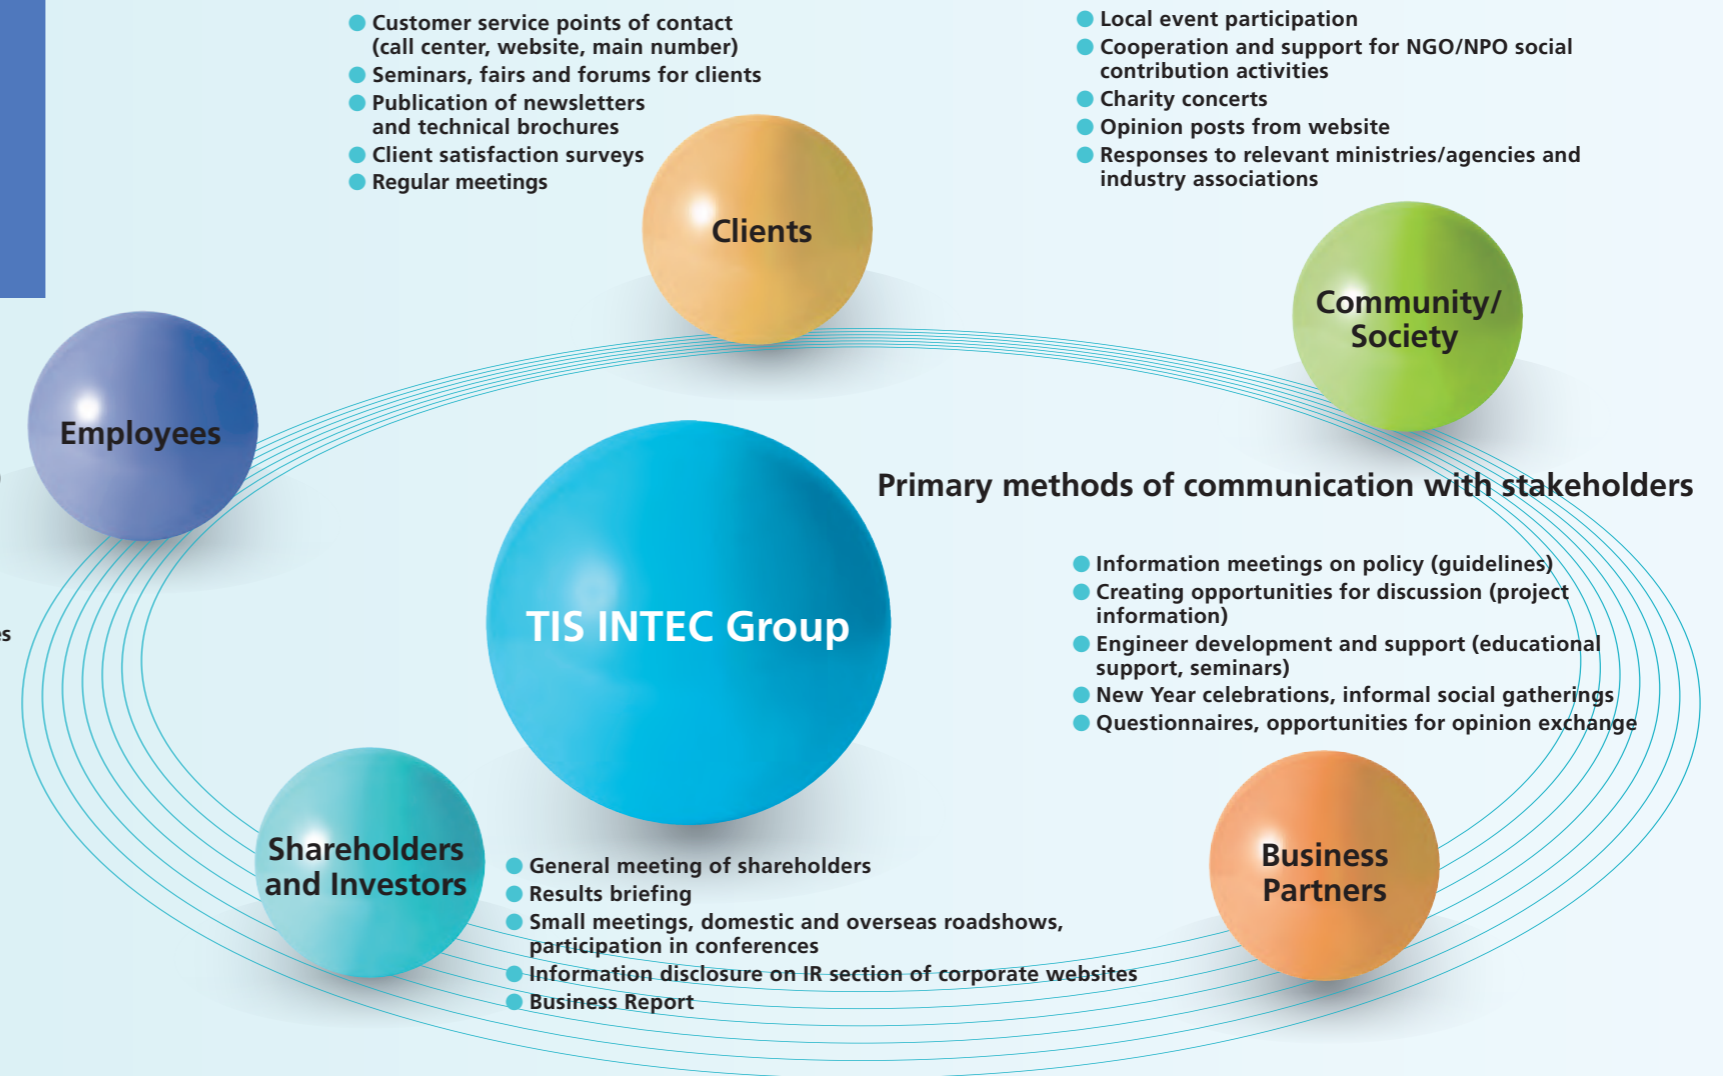 ● Customer service points of contact
(call center, website, main number)
● Seminars, fairs and forums for clients
● Publication of newsletters
and technical brochures
● Client satisfaction surveys
● Regular meetings
● Local event participation
● Cooperation and support for NGO/NPO social
contribution activities
● Charity concerts
● Opinion posts from website
● Responses to relevant ministries/agencies and
industry associations
Clients
Community/
Society
Employees
Primary methods of communication with stakeholders
TIS INTEC Group
● Information meetings on policy (guidelines)
● Creating opportunities for discussion (project
information)
● Engineer development and support (educational
support, seminars)
● New Year celebrations, informal social gatherings
● Questionnaires, opportunities for opinion exchange
Shareholders
and Investors
● General meeting of shareholders
● Results briefing
● Small meetings, domestic and overseas roadshows,
participation in conferences
● Information disclosure on IR section of corporate websites
● Business Report
Business
Partners